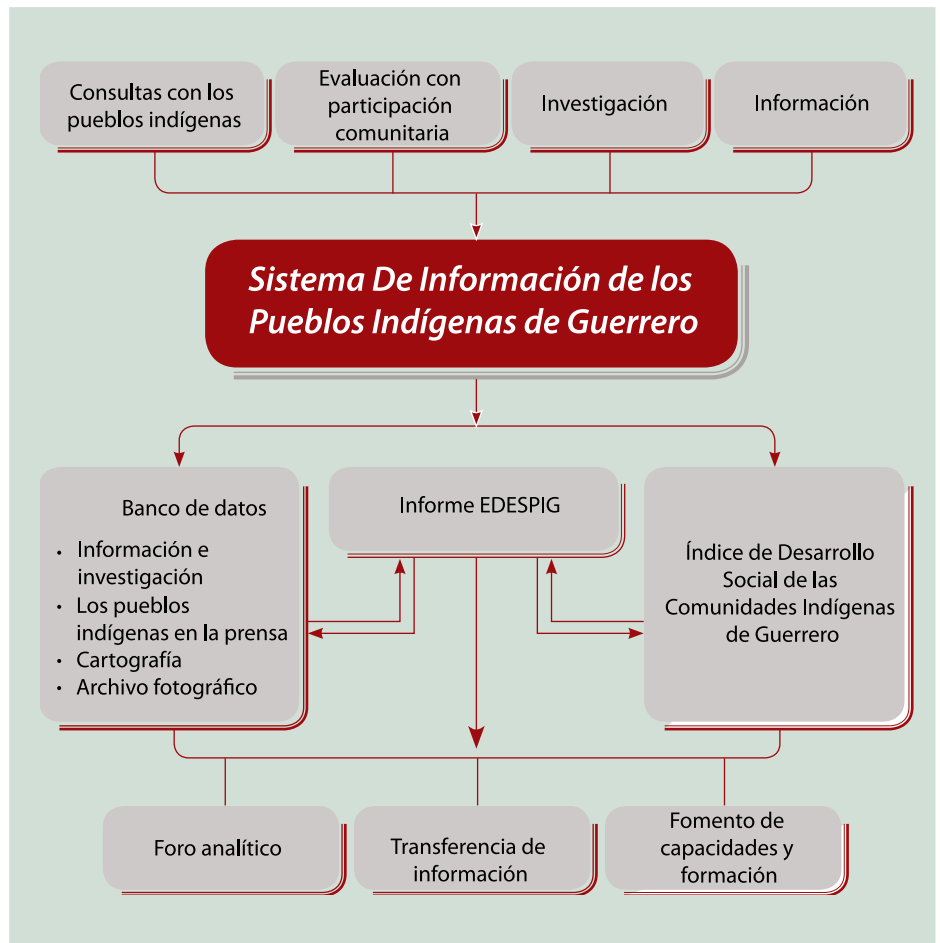 Consultas con los
pueblos indígenas
Evaluación con
participación
comunitaria
Investigación
Información
Sistema De Información de los
Pueblos Indígenas de Guerrero
Banco de datos
• Información e
investigación
• Los pueblos
indígenas en la prensa
• Cartografía
• Archivo fotográfico
Informe EDESPIG
Índice de Desarrollo
Social de las
Comunidades Indígenas
de Guerrero
Foro analítico
Transferencia de
información
Fomento de
capacidades y
formación